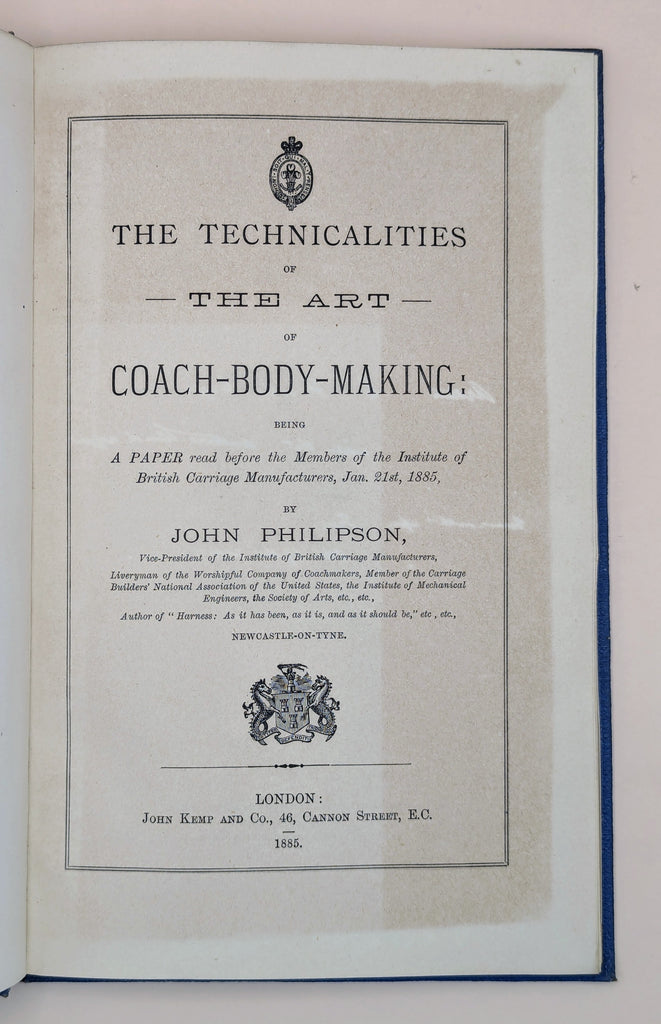 THE TECHNICALITIES
OF
— THE ART —
OF
COACH-BODY-MAKING:
BEING
A PAPER read before the Members of the Institute of
British Carriage Manufacturers, Jan. 21st, 1885,
BY
JOHN PHILIPSON,
Vice-President of the Institute of British Carriage Manufacturers,
Liveryman of the Worshipful Company of Coachmakers, Member of the Carriage
Builders' National Association of the United States, the Institute of Mechanical
Engineers, the Society of Arts, etc., etc.,
Author of "Harness: As it has been, as it is, and as it should be," etc., etc.,
NEWCASTLE-ON-TYNE.
LONDON:
JOHN KEMP AND CO., 46, CANNON STREET, E.C.
1885.